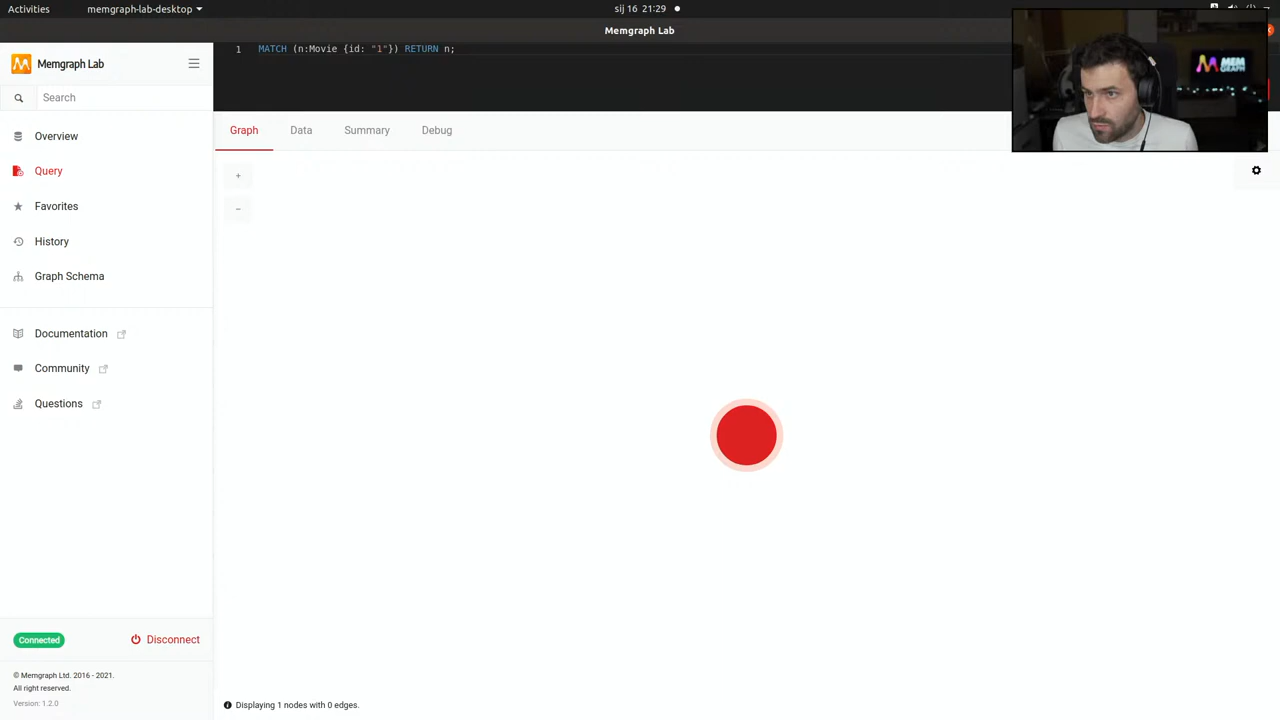 Activities
memgraph-lab-desktop
sij 16 21:29
Memgraph Lab
Memgraph Lab
1 MATCH (n:Movie {id: "1"}) RETURN n;
Search
Overview
Query
Favorites
History
Graph Schema
Documentation
Community
Questions
Graph Data Summary Debug
+
-
MEM
GRAPH
Connected
Disconnect
© Memgraph Ltd. 2016 - 2021.
All right reserved.
Version: 1.2.0
Displaying 1 nodes with 0 edges.